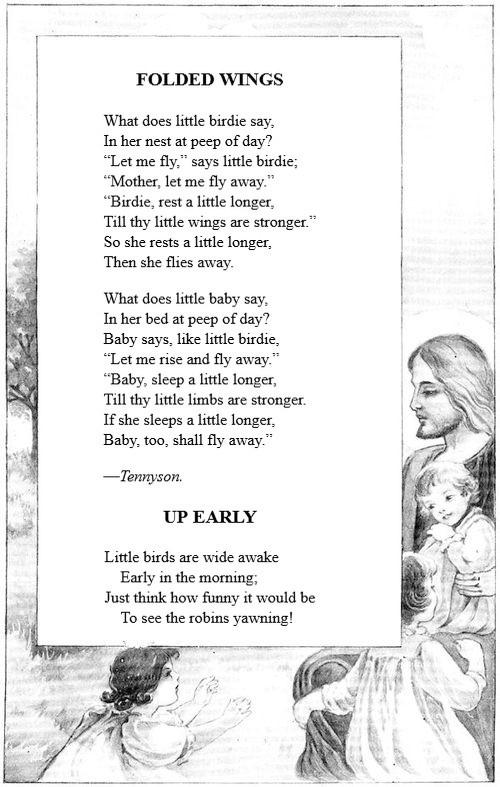 FOLDED WINGS
What does little birdie say,
In her nest at peep of day?
“Let me fly,” says little birdie;
“Mother, let me fly away.”
“Birdie, rest a little longer,
Till thy little wings are stronger.”
So she rests a little longer,
Then she flies away.
What does little baby say,
In her bed at peep of day?
Baby says, like little birdie,
“Let me rise and fly away.”
“Baby, sleep a little longer,
Till thy little limbs are stronger.
If she sleeps a little longer,
Baby, too, shall fly away.”
—Tennyson.
UP EARLY
Little birds are wide awake
Early in the morning;
Just think how funny it would be
To see the robins yawning!